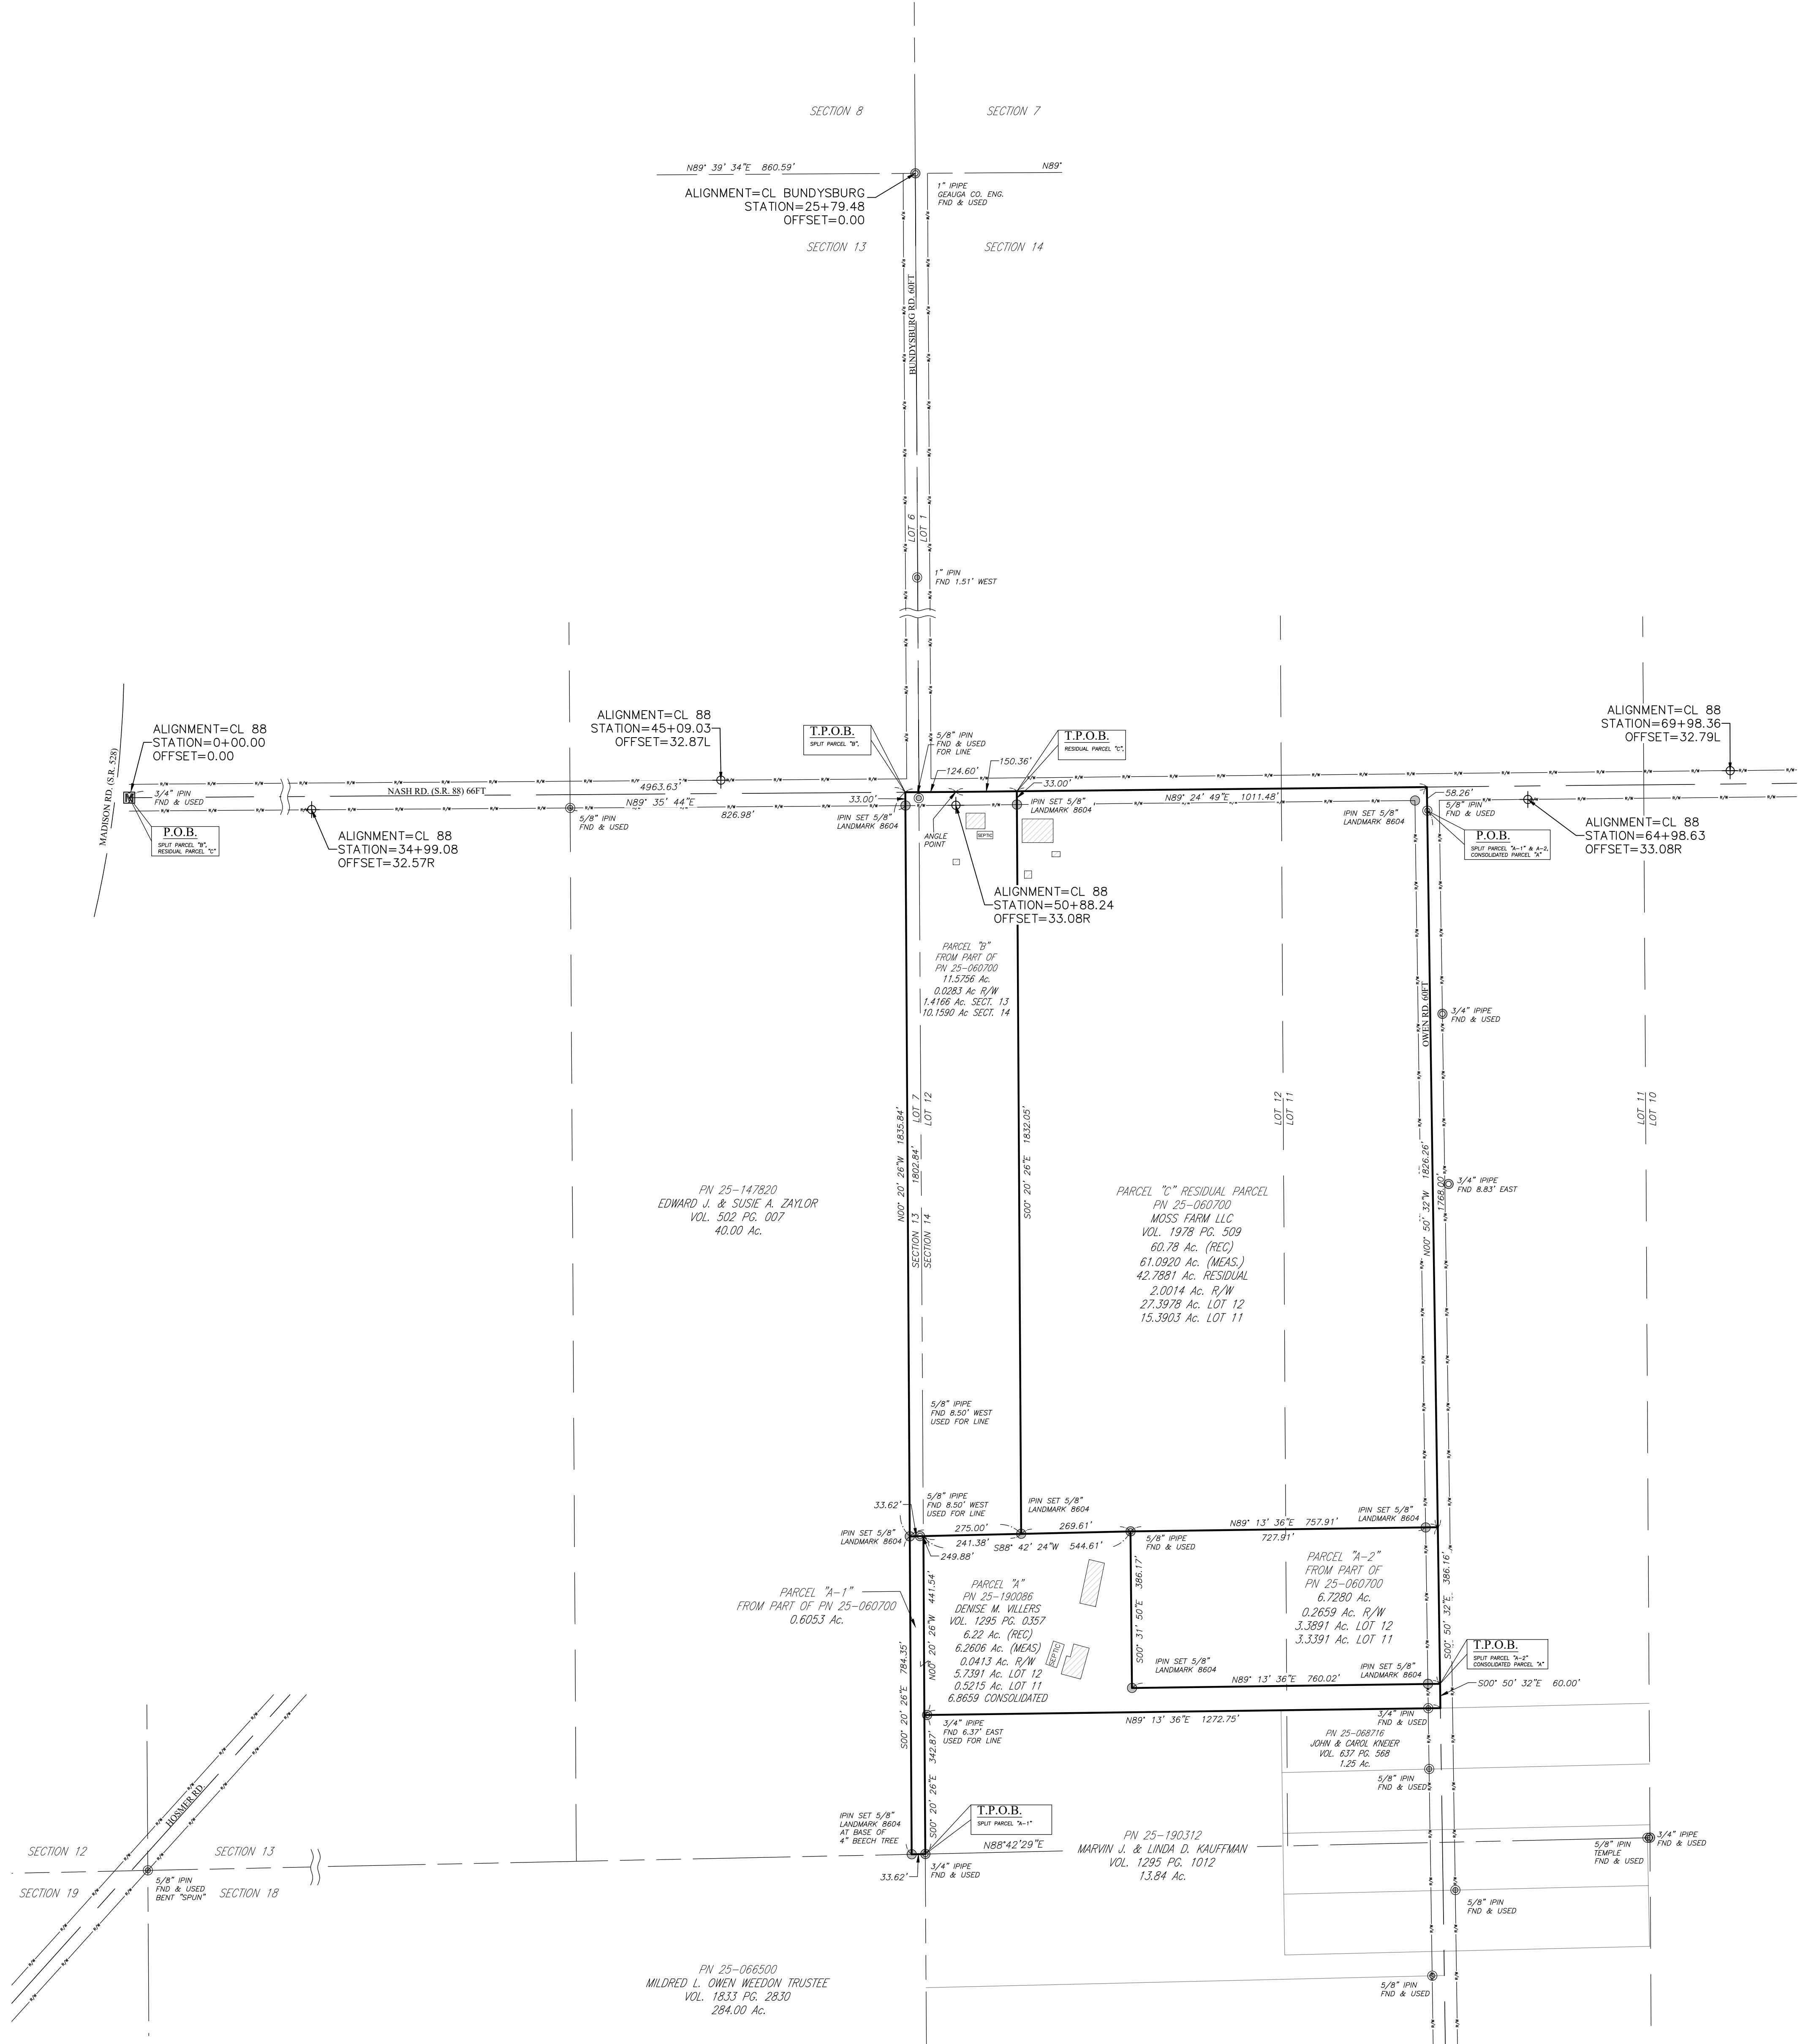 SECTION 8
SECTION 7
N89° 39' 34"E 860.59'
N89°
ALIGNMENT=CL BUNDYSBURG
STATION=25+79.48
OFFSET=0.00
1" IPIPE
GEAUGA CO. ENG.
FND & USED
SECTION 13
SECTION 14
BUNDYSBURG RD. 60FT
LOT 6
LOT 1
1" IPIN
FND 1.51' WEST
MADISON RD. (S.R. 528)
ALIGNMENT=CL 88
STATION=0+00.00
OFFSET=0.00
M
3/4" IPIN
FND & USED
P.O.B.
SPLIT PARCEL "B",
RESIDUAL PARCEL "C"
ALIGNMENT=CL 88
STATION=34+99.08
OFFSET=32.57R
NASH RD. (S.R. 88) 66FT
4963.63'
N89° 35' 44"E
826.98'
5/8" IPIN
FND & USED
ALIGNMENT=CL 88
STATION=45+09.03
OFFSET=32.87L
T.P.O.B.
SPLIT PARCEL "B",
5/8" IPIN
FND & USED
FOR LINE
124.60'
150.36'
T.P.O.B.
RESIDUAL PARCEL "C",
33.00'
33.00'
IPIN SET 5/8"
LANDMARK 8604
IPIN SET 5/8"
LANDMARK 8604
ANGLE
POINT
SEPTIC
N89° 24' 49"E 1011.48'
IPIN SET 5/8"
LANDMARK 8604
58.26'
5/8" IPIN
FND & USED
P.O.B.
SPLIT PARCEL "A-1" & A-2,
CONSOLIDATED PARCEL "A"
ALIGNMENT=CL 88
STATION=69+98.36
OFFSET=32.79L
ALIGNMENT=CL 88
STATION=64+98.63
OFFSET=33.08R
ALIGNMENT=CL 88
STATION=50+88.24
OFFSET=33.08R
PARCEL "B"
FROM PART OF
PN 25-060700
11.5756 Ac.
0.0283 Ac R/W
1.4166 Ac. SECT. 13
10.1590 Ac SECT. 14
OWEN RD. 60FT
3/4" IPIPE
FND & USED
N00° 20' 26"W 1835.84'
1802.84'
LOT 7
LOT 12
SECTION 13
SECTION 14
S00° 20' 26"E 1832.05'
LOT 12
LOT 11
LOT 11
LOT 10
N00° 50' 32"W 1826.26'
1768.00'
3/4" IPIPE
FND 8.83' EAST
PN 25-147820
EDWARD J. & SUSIE A. ZAYLOR
VOL. 502 PG. 007
40.00 Ac.
PARCEL "C" RESIDUAL PARCEL
PN 25-060700
MOSS FARM LLC
VOL. 1978 PG. 509
60.78 Ac. (REC)
61.0920 Ac. (MEAS.)
42.7881 Ac. RESIDUAL
2.0014 Ac. R/W
27.3978 Ac. LOT 12
15.3903 Ac. LOT 11
5/8" IPIPE
FND 8.50' WEST
USED FOR LINE
5/8" IPIPE
FND 8.50' WEST
USED FOR LINE
33.62'
IPIN SET 5/8"
LANDMARK 8604
IPIN SET 5/8"
LANDMARK 8604
275.00'
269.61'
241.38'
S88° 42' 24"W 544.61'
249.88'
5/8" IPIPE
FND & USED
N89° 13' 36"E 757.91'
727.91'
IPIN SET 5/8"
LANDMARK 8604
PARCEL "A-1"
FROM PART OF PN 25-060700
0.6053 Ac.
N00° 20' 26"W 441.54'
PARCEL "A"
PN 25-190086
DENISE M. VILLERS
VOL. 1295 PG. 0357
6.22 Ac. (REC)
6.2606 Ac. (MEAS)
0.0413 Ac. R/W
5.7391 Ac. LOT 12
0.5215 Ac. LOT 11
6.8659 CONSOLIDATED
SEPTIC
S00° 31' 50"E 386.17'
PARCEL "A-2"
FROM PART OF
PN 25-060700
6.7280 Ac.
0.2659 Ac. R/W
3.3891 Ac. LOT 12
3.3391 Ac. LOT 11
S00° 50' 32"E 386.16'
T.P.O.B.
SPLIT PARCEL "A-2"
CONSOLIDATED PARCEL "A"
IPIN SET 5/8"
LANDMARK 8604
N89° 13' 36"E 760.02'
IPIN SET 5/8"
LANDMARK 8604
S00° 50' 32"E 60.00'
S00° 20' 26"E 784.35'
3/4" IPIPE
FND 6.37' EAST
USED FOR LINE
N89° 13' 36"E 1272.75'
3/4" IPIN
FND & USED
PN 25-068716
JOHN & CAROL KNEIER
VOL. 637 PG. 568
1.25 Ac.
5/8" IPIN
FND & USED
S00° 20' 26"E 342.87'
IPIN SET 5/8"
LANDMARK 8604
AT BASE OF
4" BEECH TREE
T.P.O.B.
SPLIT PARCEL "A-1"
N88°42'29"E
33.62'
3/4" IPIPE
FND & USED
PN 25-190312
MARVIN J. & LINDA D. KAUFFMAN
VOL. 1295 PG. 1012
13.84 Ac.
5/8" IPIN
TEMPLE
FND & USED
3/4" IPIPE
FND & USED
5/8" IPIN
FND & USED
5/8" IPIN
FND & USED
HOSMER RD.
SECTION 12
SECTION 13
SECTION 19
SECTION 18
5/8" IPIN
FND & USED
BENT "SPUN"
PN 25-066500
MILDRED L. OWEN WEEDON TRUSTEE
VOL. 1833 PG. 2830
284.00 Ac.